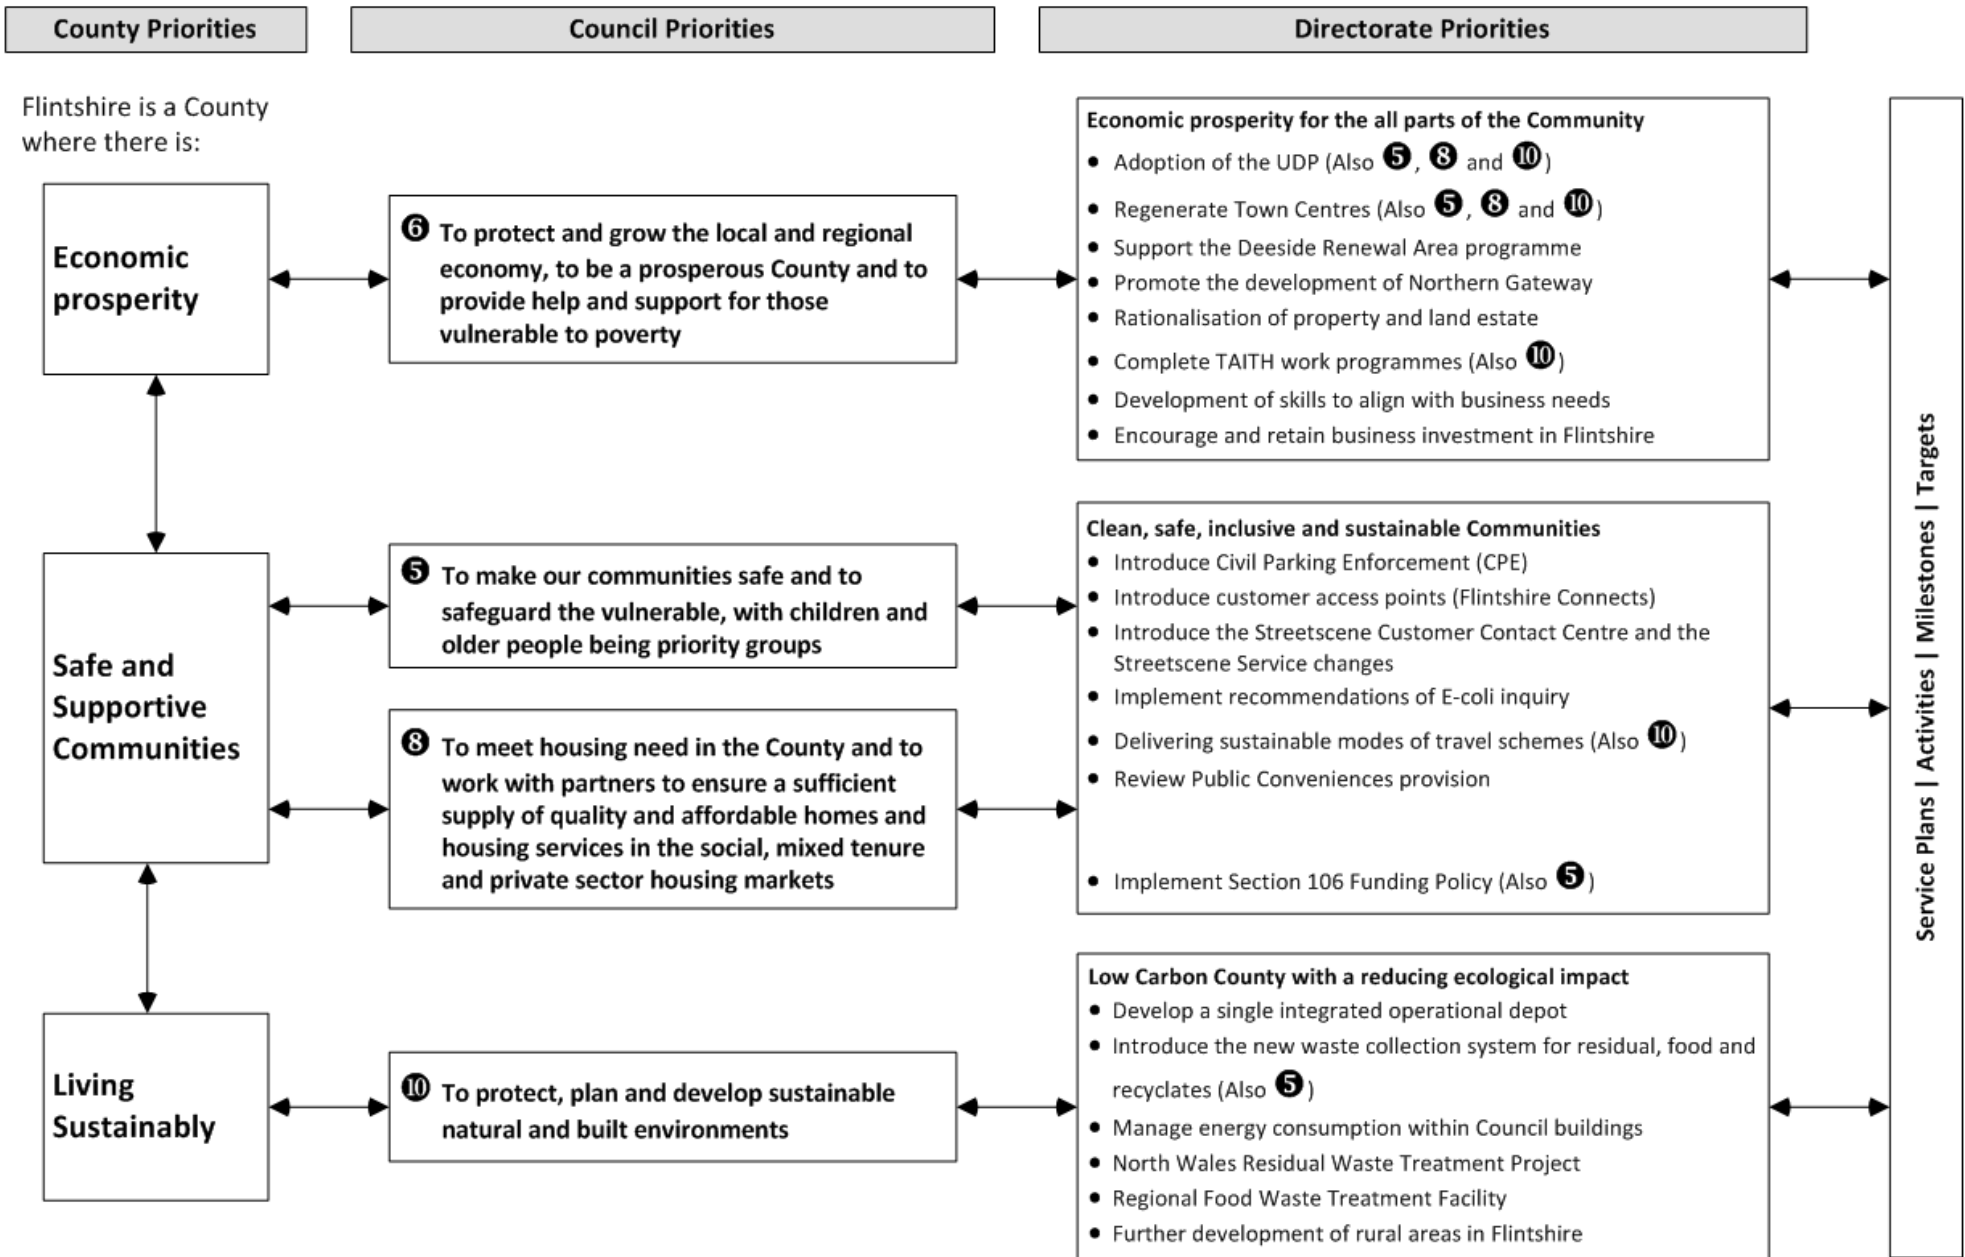 County Priorities
Council Priorities
Directorate Priorities
Flintshire is a County
where there is:
Economic
prosperity
❻ To protect and grow the local and regional
economy, to be a prosperous County and to
provide help and support for those
vulnerable to poverty
Economic prosperity for the all parts of the Community
• Adoption of the UDP (Also ❺, ❽ and ❿)
• Regenerate Town Centres (Also ❺, ❽ and ❿)
• Support the Deeside Renewal Area programme
• Promote the development of Northern Gateway
• Rationalisation of property and land estate
• Complete TAITH work programmes (Also ❿)
• Development of skills to align with business needs
• Encourage and retain business investment in Flintshire
Safe and
Supportive
Communities
❺ To make our communities safe and to
safeguard the vulnerable, with children and
older people being priority groups
❽ To meet housing need in the County and to
work with partners to ensure a sufficient
supply of quality and affordable homes and
housing services in the social, mixed tenure
and private sector housing markets
Clean, safe, inclusive and sustainable Communities
• Introduce Civil Parking Enforcement (CPE)
• Introduce customer access points (Flintshire Connects)
• Introduce the Streetscene Customer Contact Centre and the
Streetscene Service changes
• Implement recommendations of E-coli inquiry
• Delivering sustainable modes of travel schemes (Also ❿)
• Review Public Conveniences provision
• Implement Section 106 Funding Policy (Also ❺)
Living
Sustainably
❿ To protect, plan and develop sustainable
natural and built environments
Low Carbon County with a reducing ecological impact
• Develop a single integrated operational depot
• Introduce the new waste collection system for residual, food and
recyclates (Also ❺)
• Manage energy consumption within Council buildings
• North Wales Residual Waste Treatment Project
• Regional Food Waste Treatment Facility
• Further development of rural areas in Flintshire
Service Plans | Activities | Milestones | Targets